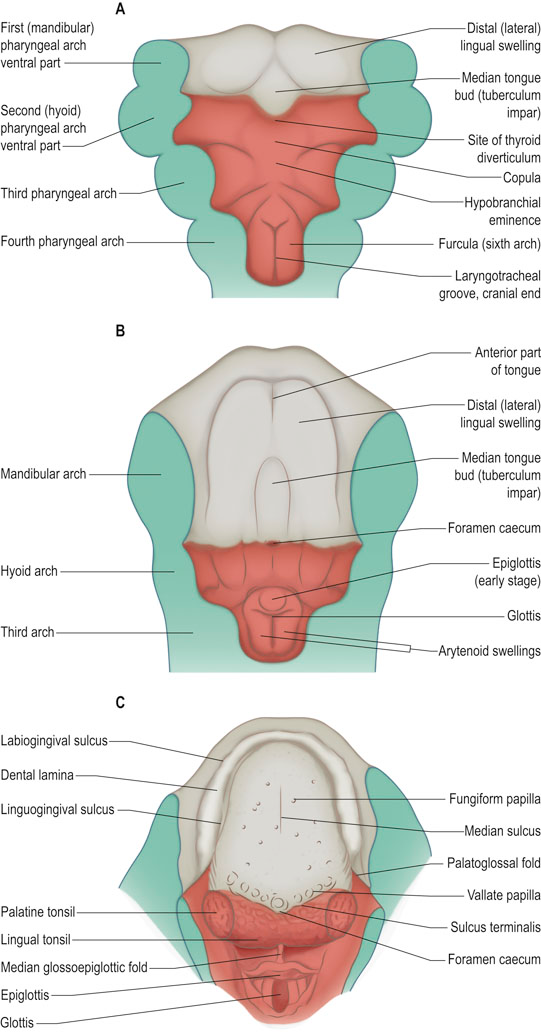 A
First (mandibular)
pharyngeal arch
ventral part
Second (hyoid)
pharyngeal arch
ventral part
Third pharyngeal arch
Fourth pharyngeal arch
Distal (lateral)
lingual swelling
Median tongue
bud (tuberculum
impar)
Site of thyroid
diverticulum
Copula
Hypobranchial
eminence
Furcula (sixth arch)
Laryngotracheal
groove, cranial end
B
Mandibular arch
Hyoid arch
Third arch
Anterior part
of tongue
Distal (lateral)
lingual swelling
Median tongue
bud (tuberculum
impar)
Foramen caecum
Epiglottis
(early stage)
Glottis
Arytenoid swellings
C
Labiogingival sulcus
Dental lamina
Linguogingival sulcus
Palatine tonsil
Lingual tonsil
Median glossoepiglottic fold
Epiglottis
Glottis
Fungiform papilla
Median sulcus
Palatoglossal fold
Vallate papilla
Sulcus terminalis
Foramen caecum